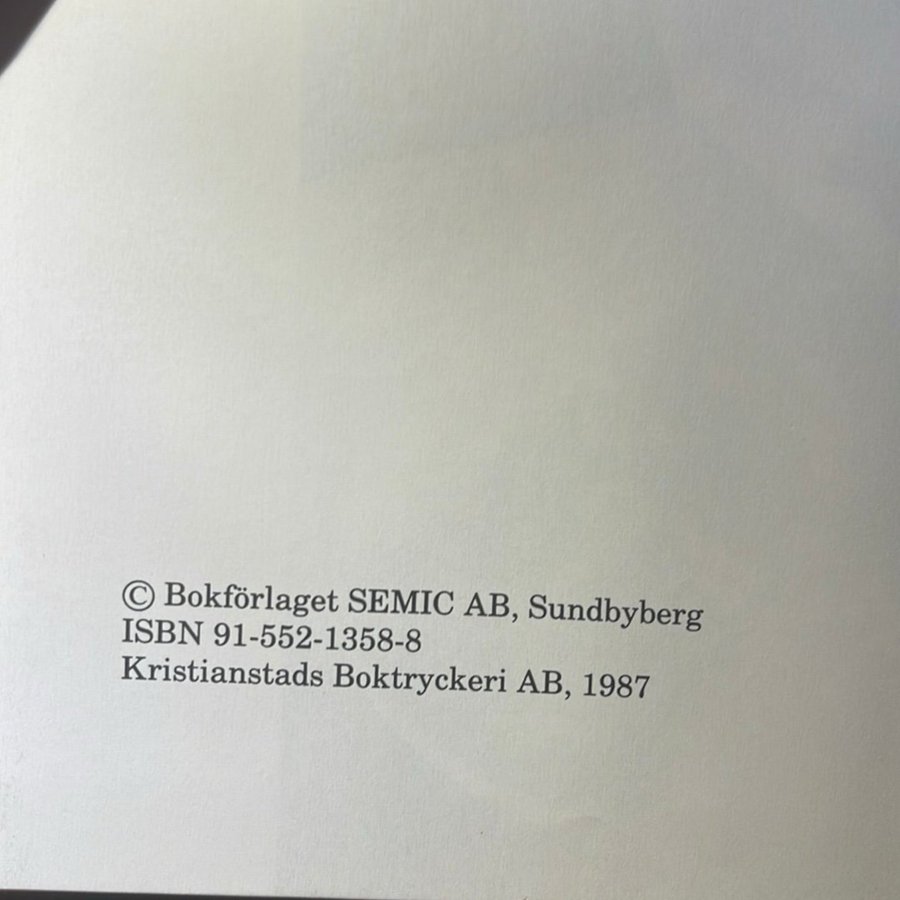 © Bokförlaget SEMIC AB, Sundbyberg
ISBN 91-552-1358-8
Kristianstads Boktryckeri AB, 1987